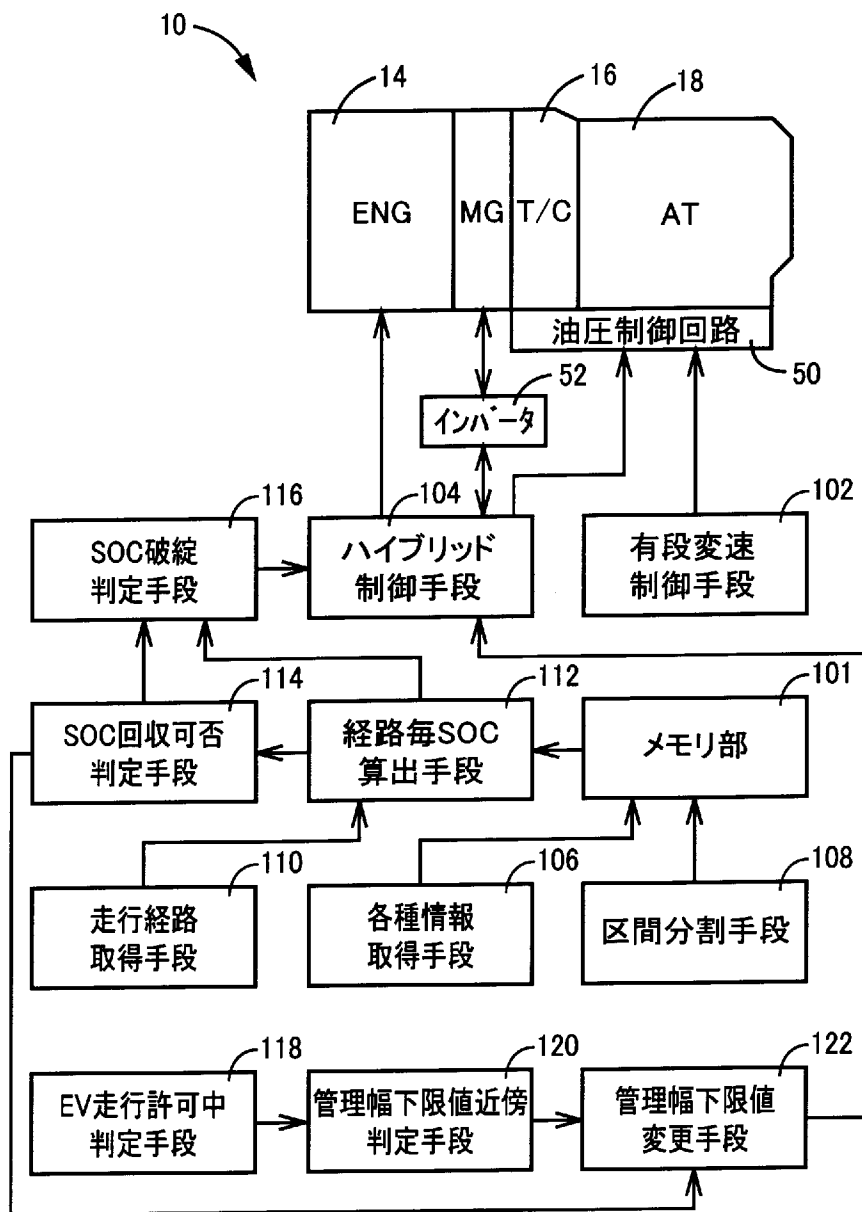 10
14
16
18
ENG
MG
T/C
AT
油圧制御回路
50
52
インバータ
116
SOC破綻
判定手段
104
ハイブリッド
制御手段
102
有段変速
制御手段
114
SOC回収可否
判定手段
112
経路毎SOC
算出手段
101
メモリ部
110
走行経路
取得手段
106
各種情報
取得手段
108
区間分割手段
118
EV走行許可中
判定手段
120
管理幅下限値近傍
判定手段
122
管理幅下限値
変更手段